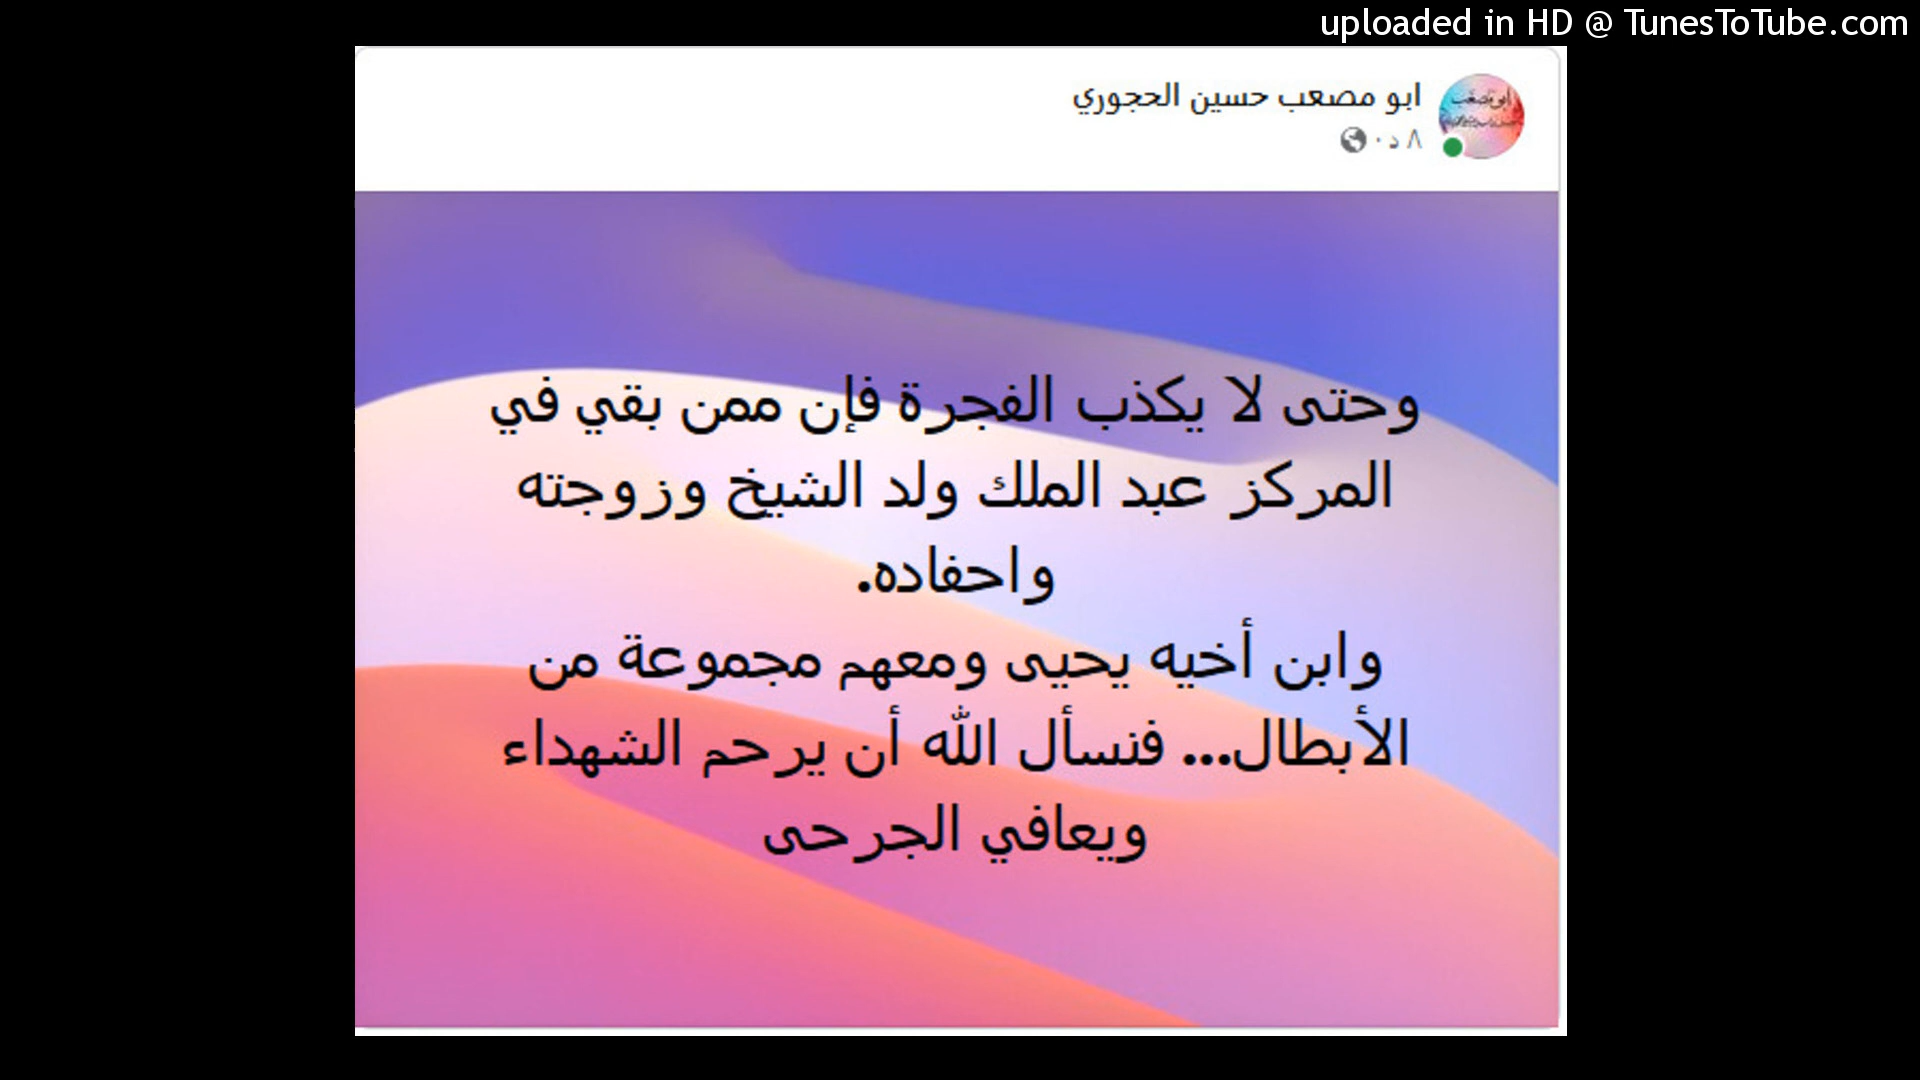 uploaded in HD @ TunesToTube.com
ابو مصعب حسين الحجوري
٨ د ·
وحتى لا يكذب الفجرة فإن ممن بقي في
المركز عبد الملك ولد الشيخ وزوجته
واحفاده.
وابن أخيه يحيى ومعهم مجموعة من
الأبطال... فنسأل الله أن يرحم الشهداء
ويعافي الجرحى